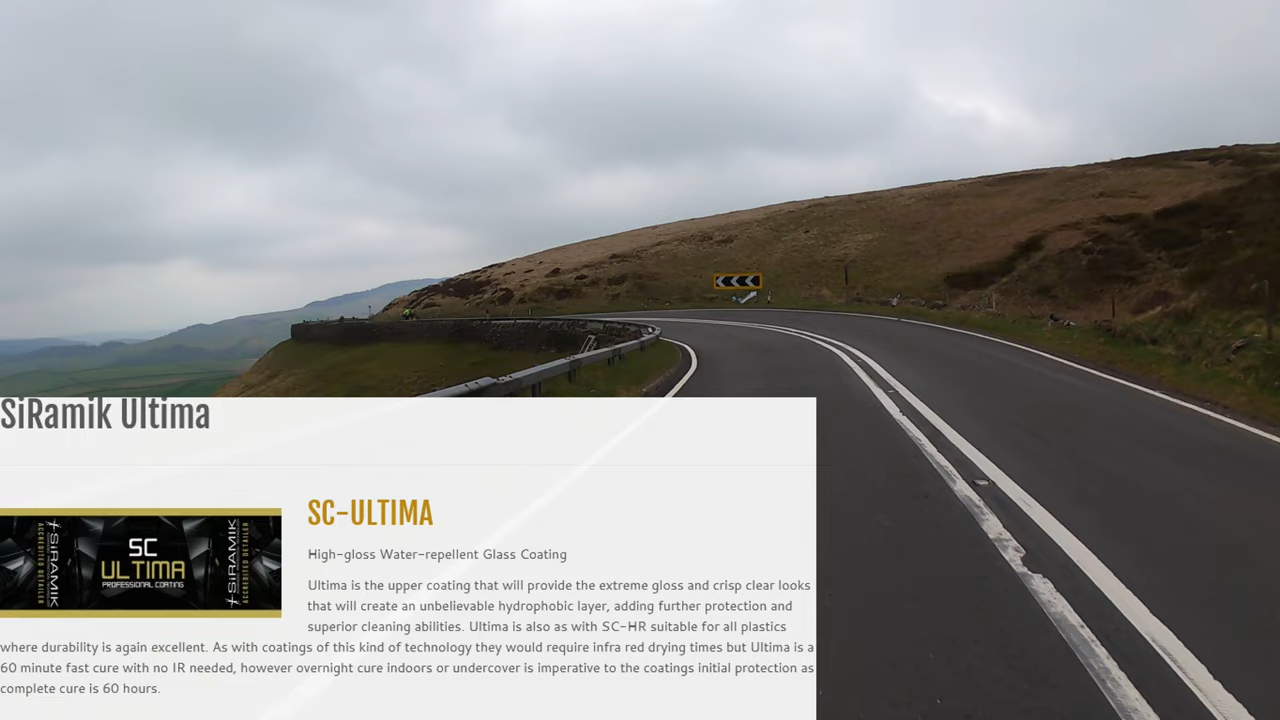 SiRamik Ultima
SC-ULTIMA
ACCREDITED DETAILER
SiRAMIK
SC
ULTIMA
PROFESSIONAL COATING
SiRAMIK
ACCREDITED DETAILER
High-gloss Water-repellent Glass Coating
Ultima is the upper coating that will provide the extreme gloss and crisp clear looks
that will create an unbelievable hydrophobic layer, adding further protection and
superior cleaning abilities. Ultima is also as with SC-HR suitable for all plastics
where durability is again excellent. As with coatings of this kind of technology they would require infra red drying times but Ultima is a
60 minute fast cure with no IR needed, however overnight cure indoors or undercover is imperative to the coatings initial protection as
complete cure is 60 hours.